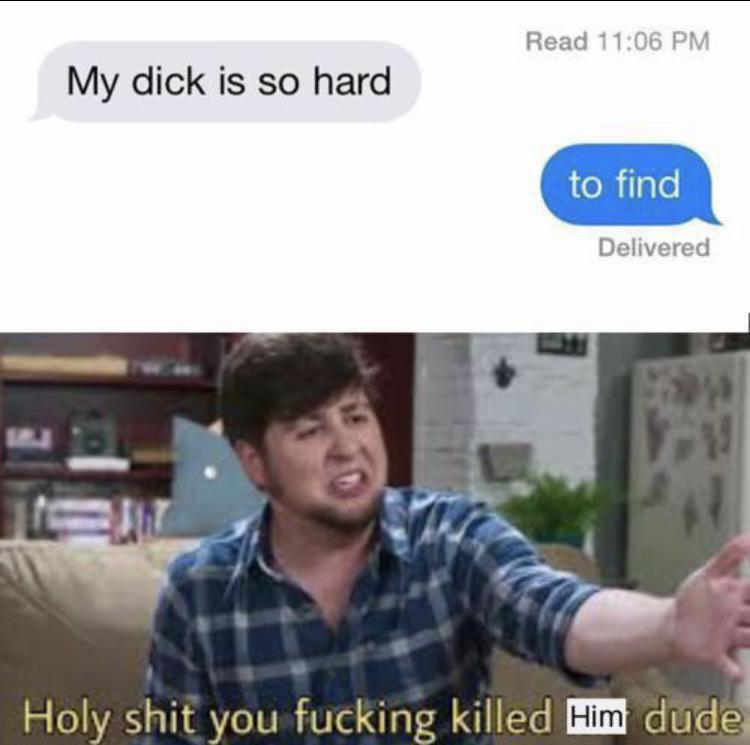 Read 11:06 PM
My dick is so hard
to find
Delivered
Holy shit you fucking killed Him dude